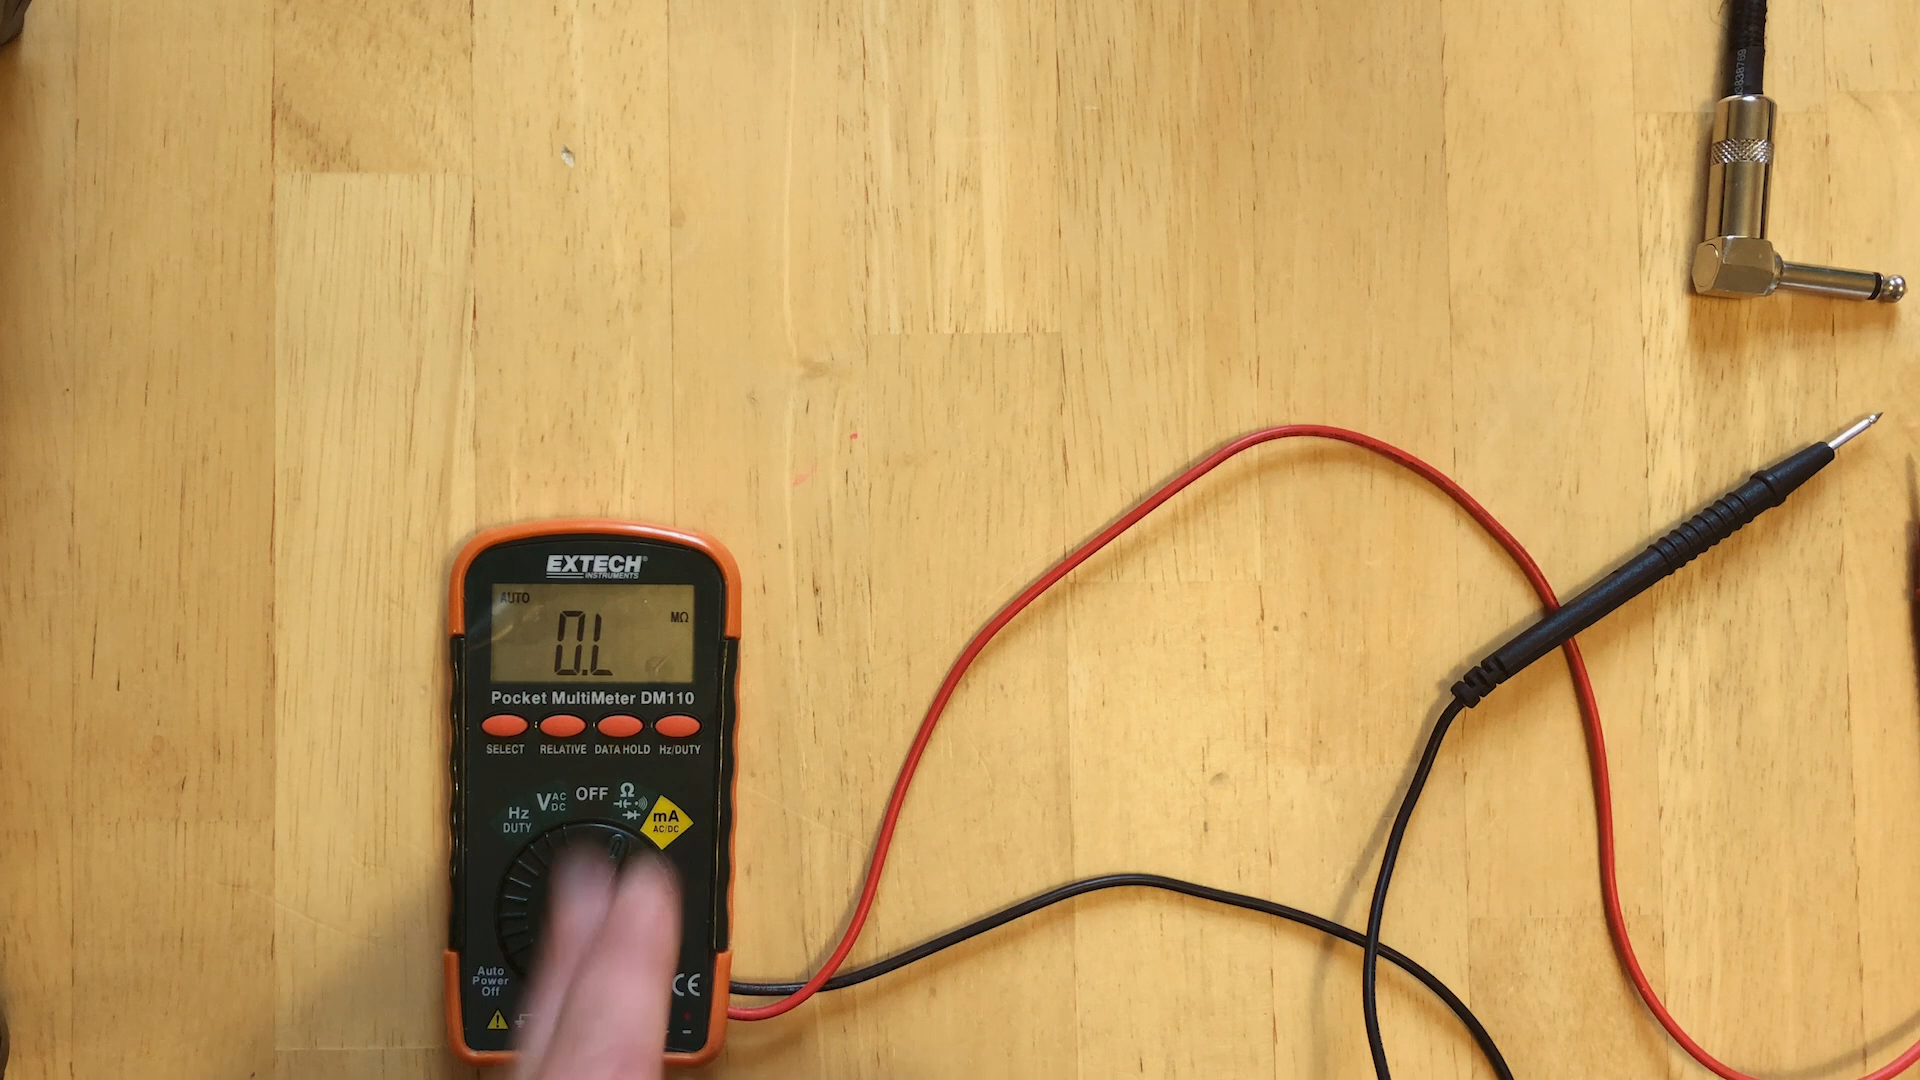 838769
EXTECH®
INSTRUMENTS
AUTO
MΩ
0.L
Pocket MultiMeter DM110
SELECT RELATIVE DATA HOLD Hz/DUTY
Hz
DUTY
V AC
DC
OFF
Ω
mA
AC/DC
Auto
Power
Off
CE